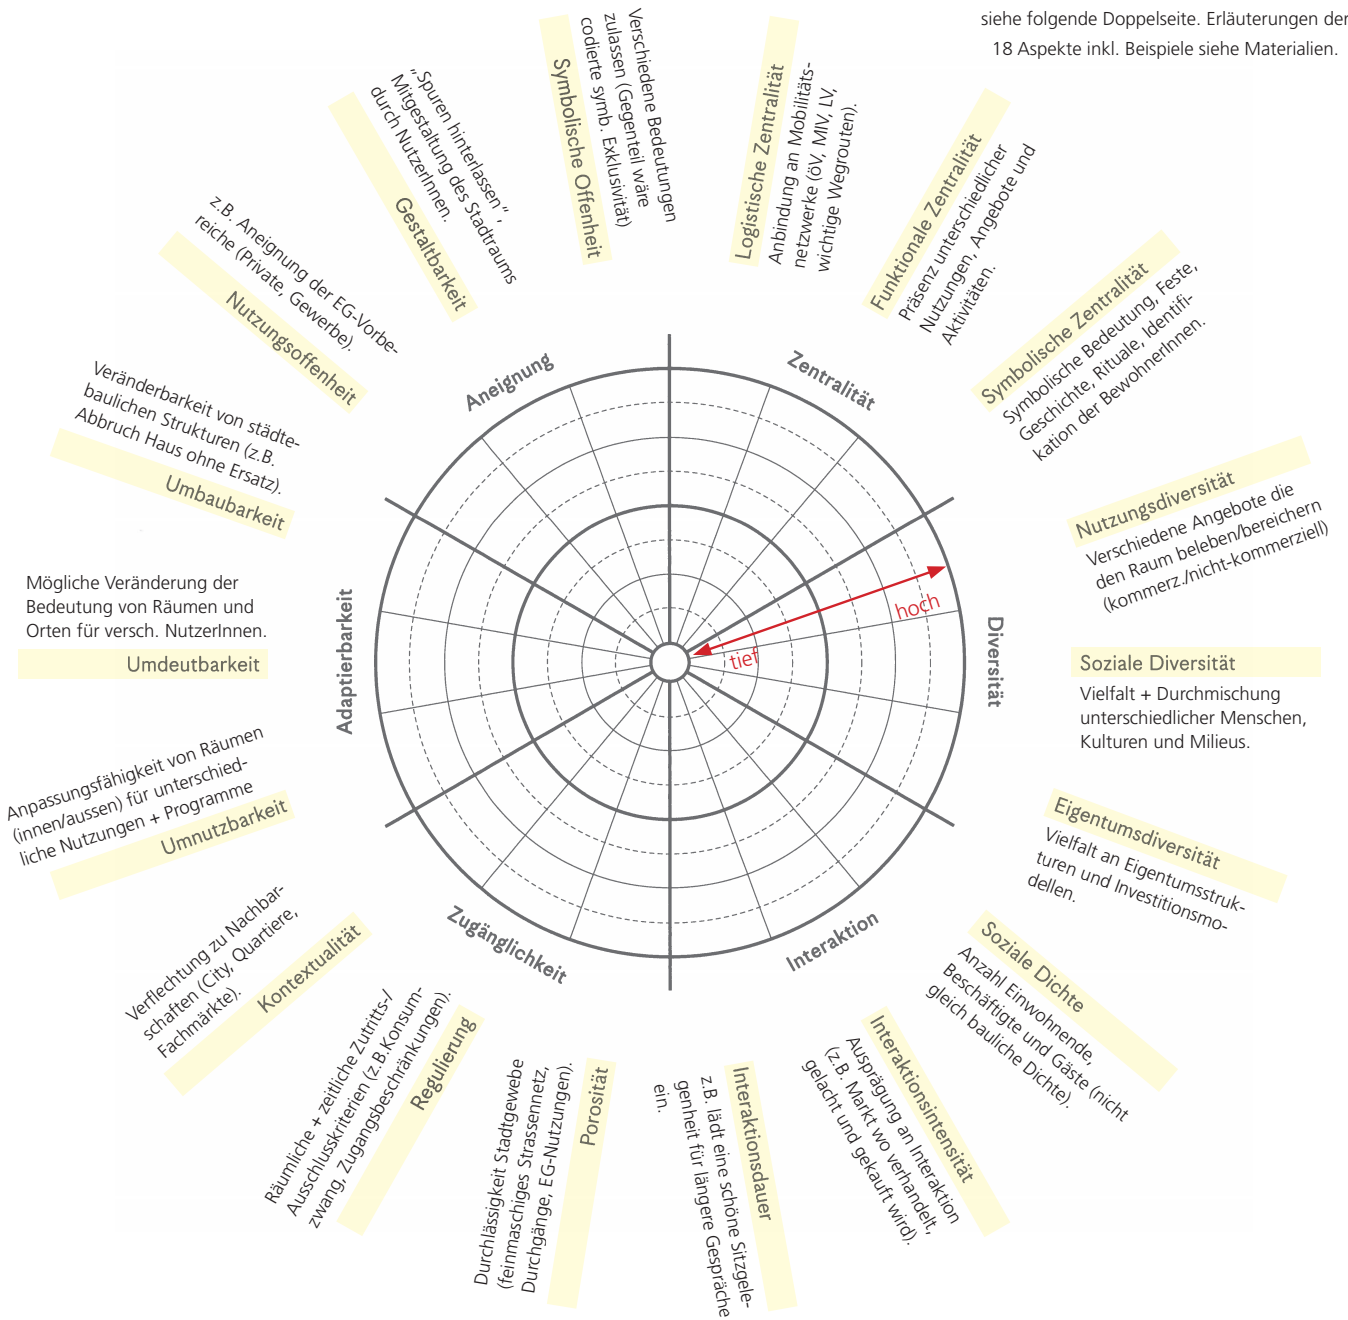 siehe folgende Doppelseite. Erläuterungen der
18 Aspekte inkl. Beispiele siehe Materialien.
Zentralität
Logistische Zentralität
Anbindung an Mobilitäts-
netzwerke (öV, MIV, LV,
wichtige Wegrouten).
Funktionale Zentralität
Präsenz unterschiedlicher
Nutzungen, Angebote und
Aktivitäten.
Symbolische Zentralität
Symbolische Bedeutung, Feste,
Geschichte, Rituale, Identifi-
kation der BewohnerInnen.
Diversität
Nutzungsdiversität
Verschiedene Angebote die
den Raum beleben/bereichern
(kommerz./nicht-kommerziell)
Soziale Diversität
Vielfalt + Durchmischung
unterschiedlicher Menschen,
Kulturen und Milieus.
Eigentumsdiversität
Vielfalt an Eigentumsstruk-
turen und Investitionsmo-
dellen.
Interaktion
Soziale Dichte
Anzahl Einwohnende,
Beschäftigte und Gäste (nicht
gleich bauliche Dichte).
Interaktionsintensität
Ausprägung an Interaktion
(z.B. Markt wo verhandelt,
gelacht und gekauft wird).
Interaktionsdauer
z.B. lädt eine schöne Sitzgele-
genheit für längere Gespräche
ein.
Zugänglichkeit
Durchlässigkeit Stadtgewebe
(feinmaschiges Strassennetz,
Durchgänge, EG-Nutzungen).
Porosität
Räumliche + zeitliche Zutritts-/
Ausschlusskriterien (z.B.Konsum-
zwang, Zugangsbeschränkungen).
Regulierung
Verflechtung zu Nachbar-
schaften (City, Quartiere,
Fachmärkte).
Kontextualität
Adaptierbarkeit
Anpassungsfähigkeit von Räumen
(innen/aussen) für unterschied-
liche Nutzungen + Programme
Umnutzbarkeit
Mögliche Veränderung der
Bedeutung von Räumen und
Orten für versch. NutzerInnen.
Umdeutbarkeit
Veränderbarkeit von städte-
baulichen Strukturen (z.B.
Abbruch Haus ohne Ersatz).
Umbaubarkeit
Aneignung
z.B. Aneignung der EG-Vorbe-
reiche (Private, Gewerbe).
Nutzungsoffenheit
„Spuren hinterlassen“,
Mitgestaltung des Stadtraums
durch NutzerInnen.
Gestaltbarkeit
Verschiedene Bedeutungen
zulassen (Gegenteil wäre
codierte symb. Exklusivität)
Symbolische Offenheit
hoch
tief